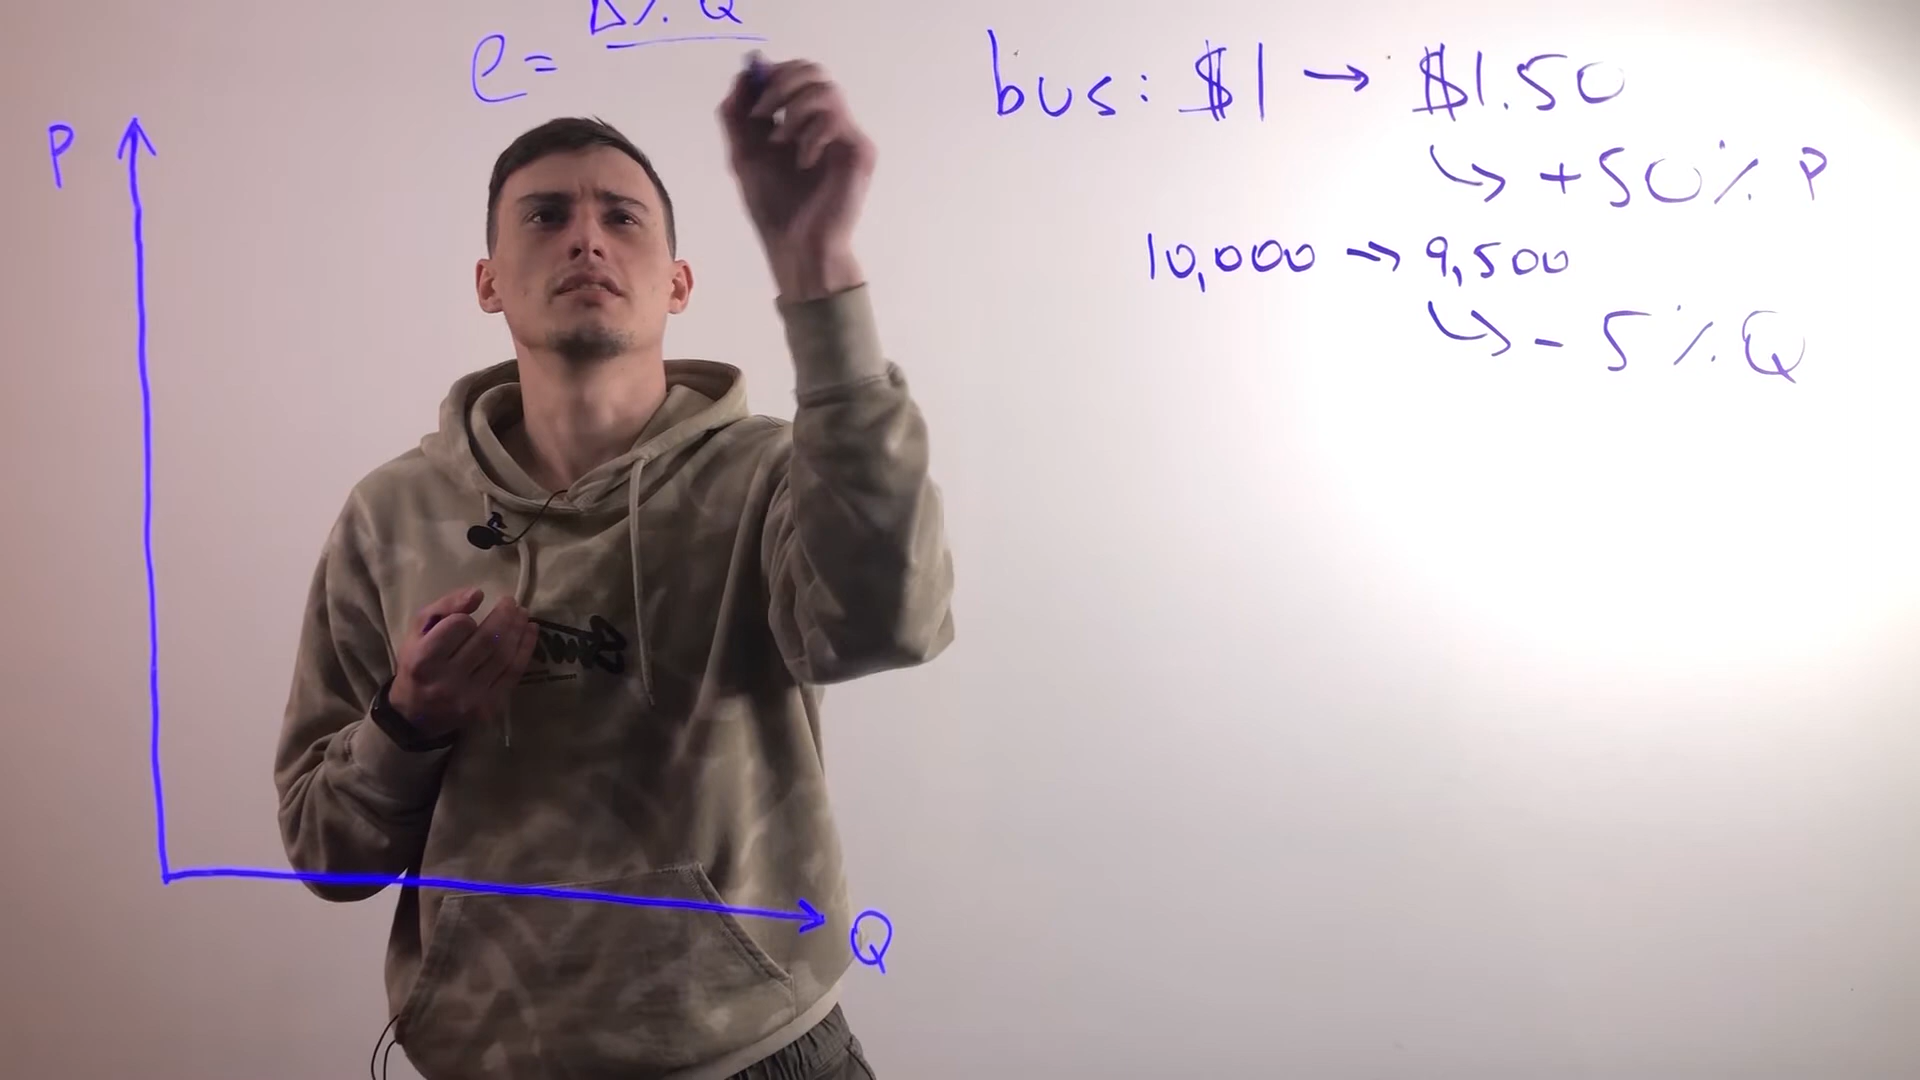 Δ% Q
e =
bus: $1 → $1.50
↳ +50% P
10,000 → 9,500
↳ - 5% Q
P
Q